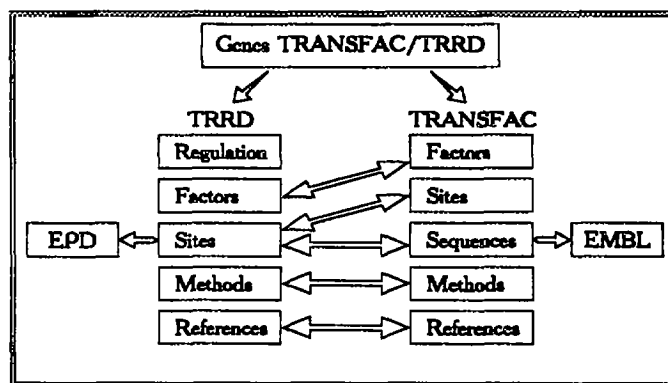 Genes TRANSFAC/TRRD
TRRD
TRANSFAC
Regulation
Factors
Factors
Sites
EPD
Sites
Sequences
EMBL
Methods
Methods
References
References